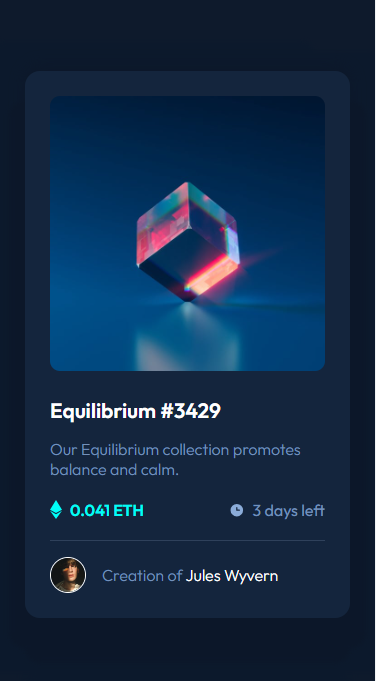 Equilibrium #3429
Our Equilibrium collection promotes
balance and calm.
0.041 ETH
3 days left
Creation of Jules Wyvern